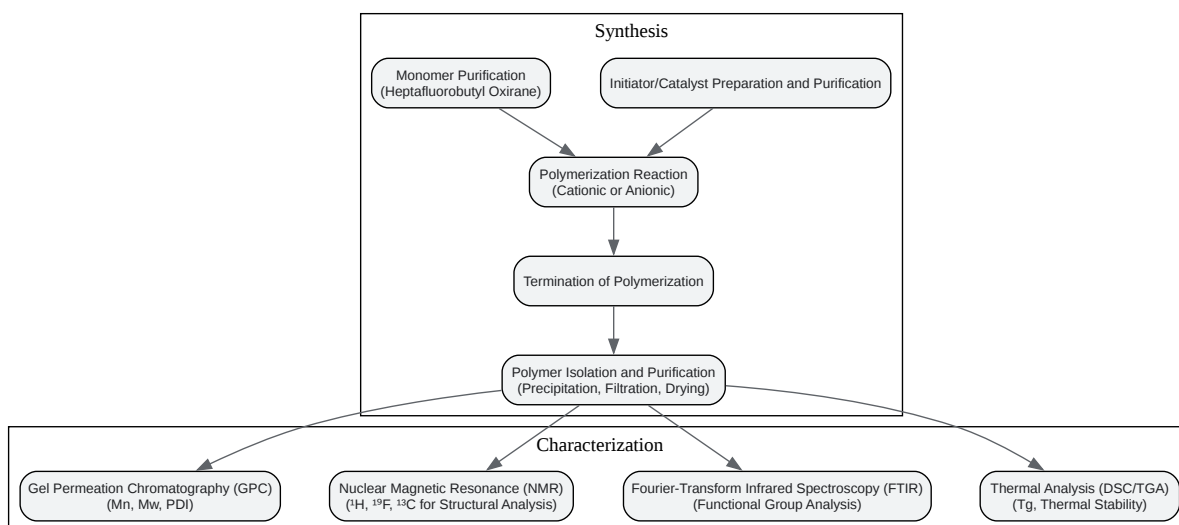 Synthesis
Monomer Purification
(Heptafluorobutyl Oxirane)
Initiator/Catalyst Preparation and Purification
Polymerization Reaction
(Cationic or Anionic)
Termination of Polymerization
Polymer Isolation and Purification
(Precipitation, Filtration, Drying)
Characterization
Gel Permeation Chromatography (GPC)
(Mn, Mw, PDI)
Nuclear Magnetic Resonance (NMR)
(¹H, ¹⁹F, ¹³C for Structural Analysis)
Fourier-Transform Infrared Spectroscopy (FTIR)
(Functional Group Analysis)
Thermal Analysis (DSC/TGA)
(Tg, Thermal Stability)